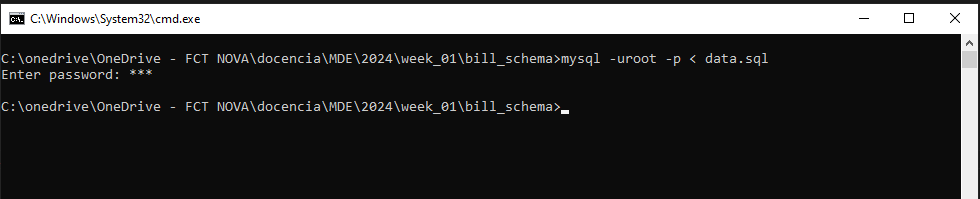 C:\Windows\System32\cmd.exe
C:\onedrive\OneDrive - FCT NOVA\docencia\MDE\2024\week_01\bill_schema>mysql -uroot -p < data.sql
Enter password: ***
C:\onedrive\OneDrive - FCT NOVA\docencia\MDE\2024\week_01\bill_schema>